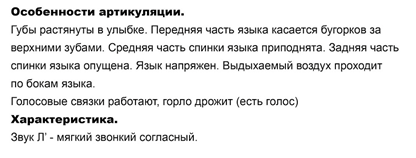 Особенности артикуляции.
Губы растянуты в улыбке. Передняя часть языка касается бугорков за
верхними зубами. Средняя часть спинки языка приподнята. Задняя часть
спинки языка опущена. Язык напряжен. Выдыхаемый воздух проходит
по бокам языка.
Голосовые связки работают, горло дрожит (есть голос)
Характеристика.
Звук Л' - мягкий звонкий согласный.